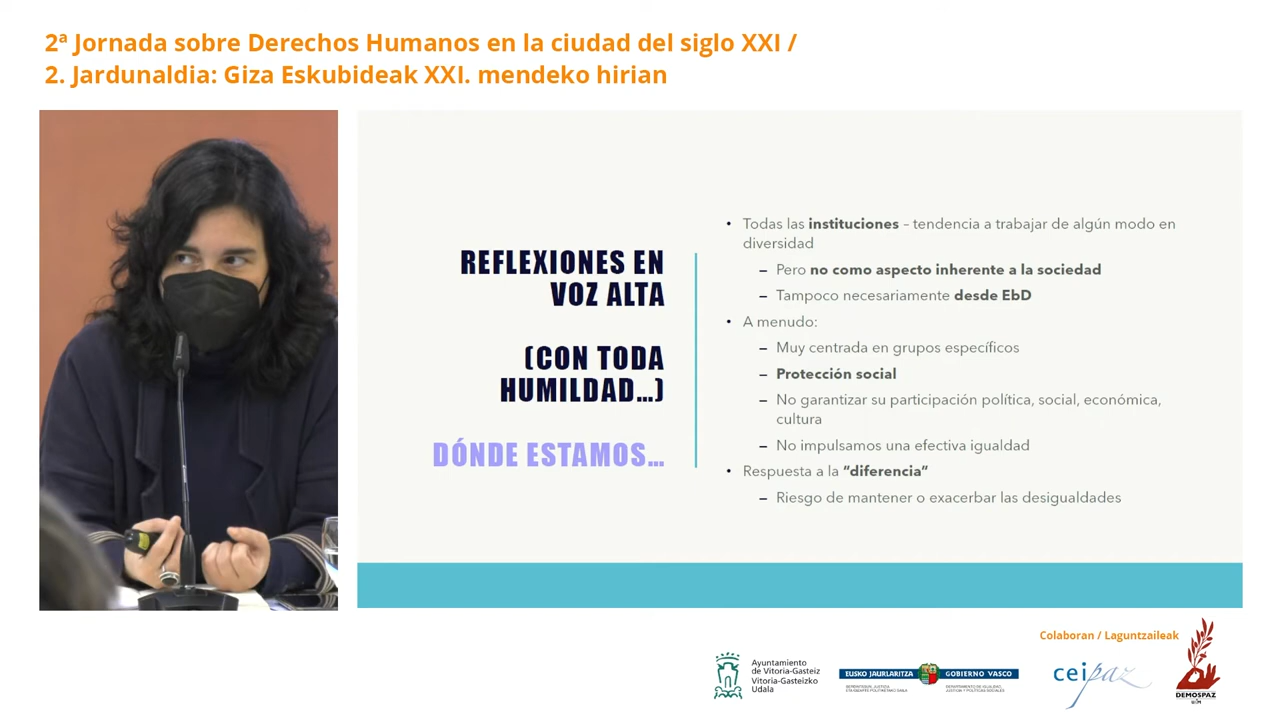 2ª Jornada sobre Derechos Humanos en la ciudad del siglo XXI /
2. Jardunaldia: Giza Eskubideak XXI. mendeko hirian
REFLEXIONES EN
VOZ ALTA
(CON TODA
HUMILDAD...)
DÓNDE ESTAMOS...
• Todas las instituciones – tendencia a trabajar de algún modo en
diversidad
– Pero no como aspecto inherente a la sociedad
– Tampoco necesariamente desde EbD
• A menudo:
– Muy centrada en grupos específicos
– Protección social
– No garantizar su participación política, social, económica,
cultura
– No impulsamos una efectiva igualdad
• Respuesta a la “diferencia”
– Riesgo de mantener o exacerbar las desigualdades
Colaboran / Laguntzaileak
Ayuntamiento
de Vitoria-Gasteiz
Vitoria-Gasteizko
Udala
EUSKO JAURLARITZA
GOBIERNO VASCO
ceipaz
DEMOSPAZ